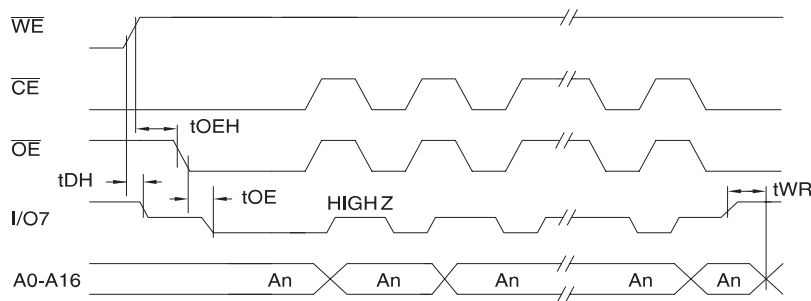 WE
CE
tOEH
OE
tDH
tOE
tWR
I/O7
HIGH Z
A0-A16
An
An
An
An
An